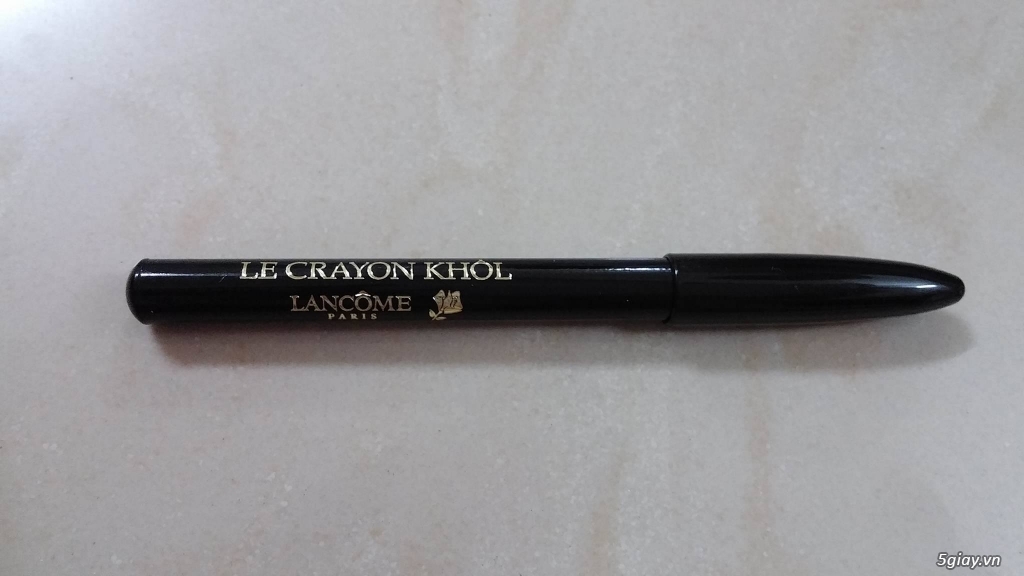 LE CRAYON KHÔL
LANCÔME
PARIS
5giay.vn